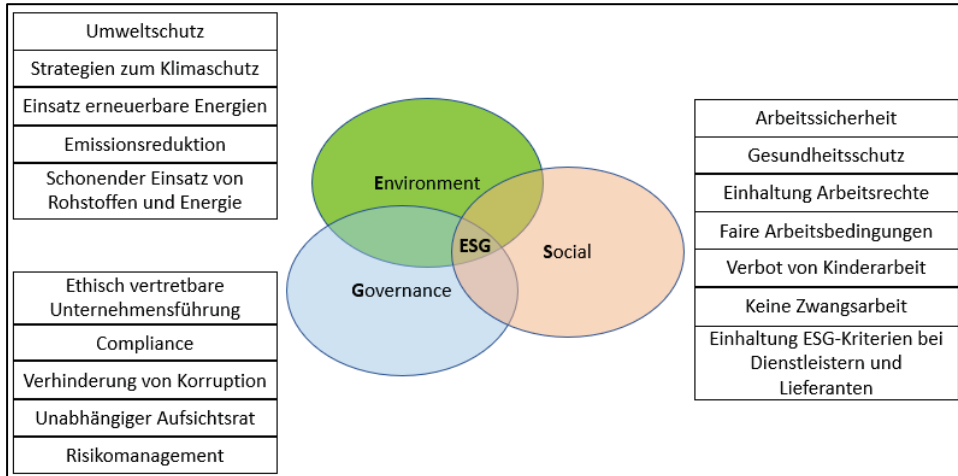 Umweltschutz
Strategien zum Klimaschutz
Einsatz erneuerbare Energien
Emissionsreduktion
Schonender Einsatz von
Rohstoffen und Energie
Ethisch vertretbare
Unternehmensführung
Compliance
Verhinderung von Korruption
Unabhängiger Aufsichtsrat
Risikomanagement
Environment
ESG
Social
Governance
Arbeitssicherheit
Gesundheitsschutz
Einhaltung Arbeitsrechte
Faire Arbeitsbedingungen
Verbot von Kinderarbeit
Keine Zwangsarbeit
Einhaltung ESG-Kriterien bei
Dienstleistern und
Lieferanten